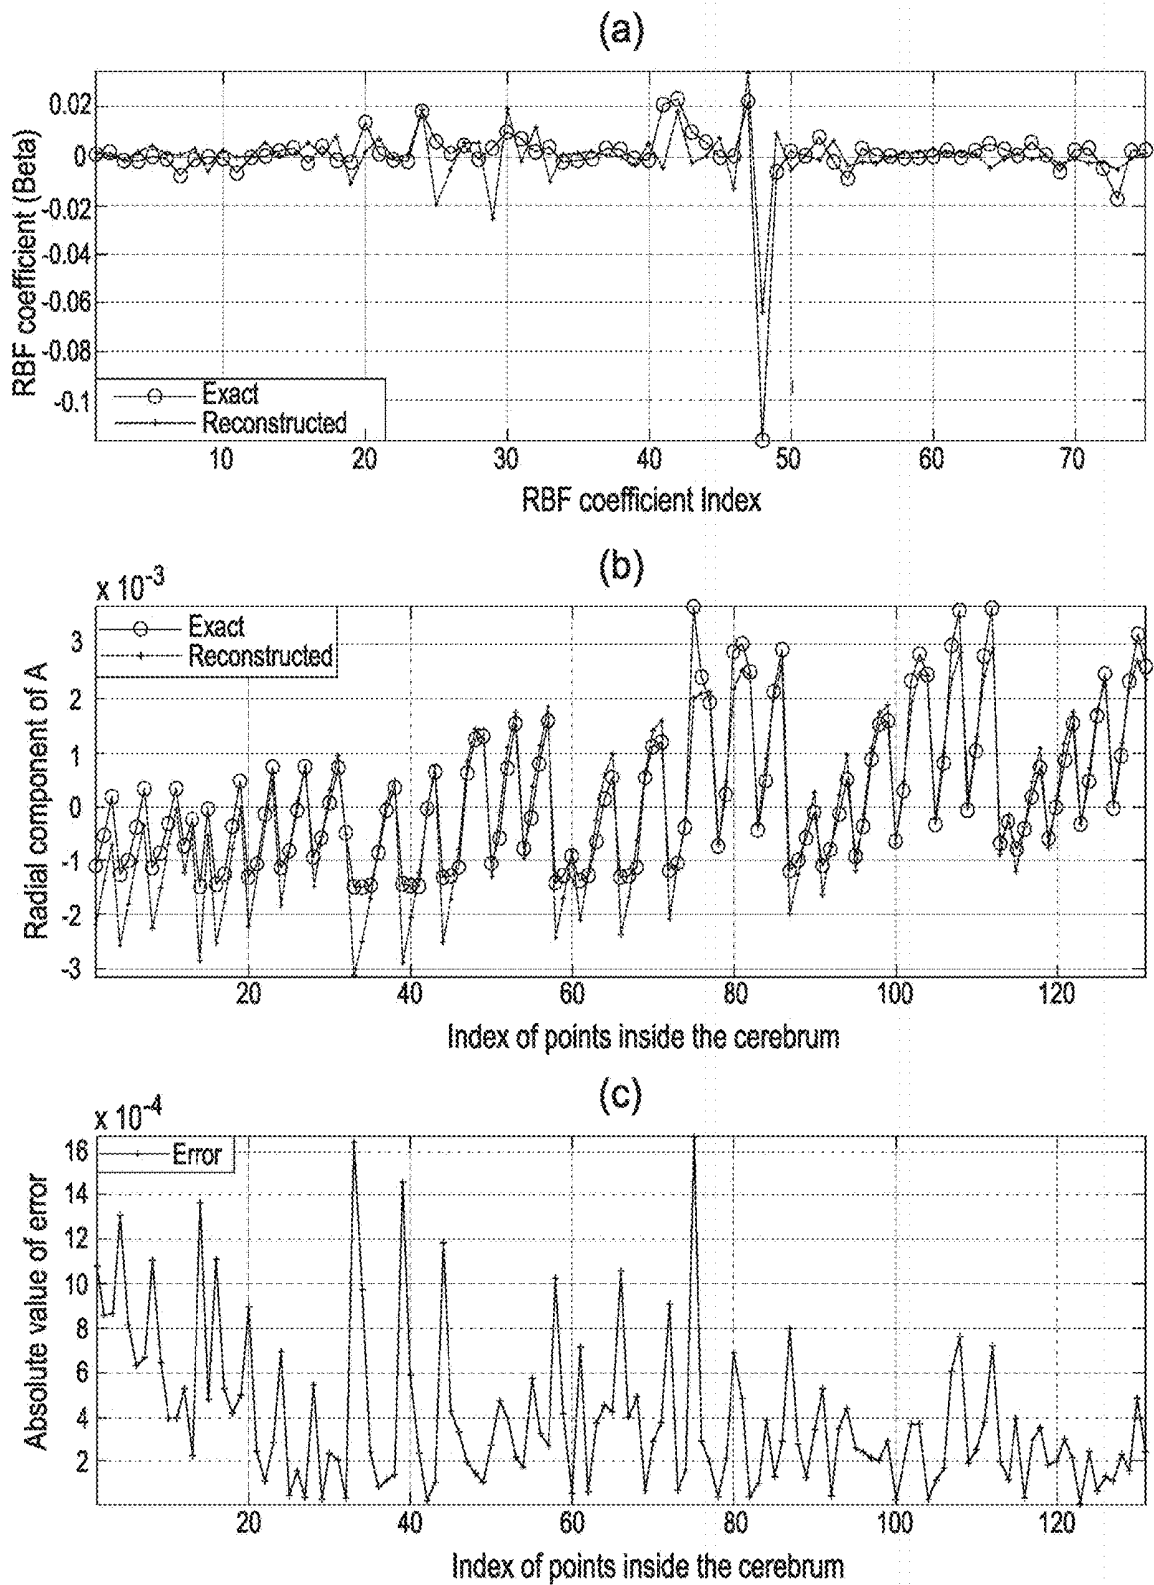 (a)
0.02
0
-0.02
-0.04
-0.06
-0.08
-0.1
RBF coefficient (Beta)
Exact
Reconstructed
10 20 30 40 50 60 70
RBF coefficient Index
(b)
x 10-3
3
2
1
0
-1
-2
-3
Radial component of A
Exact
Reconstructed
20 40 60 80 100 120
Index of points inside the cerebrum
(c)
x 10-4
16
14
12
10
8
6
4
2
Absolute value of error
Error
20 40 60 80 100 120
Index of points inside the cerebrum